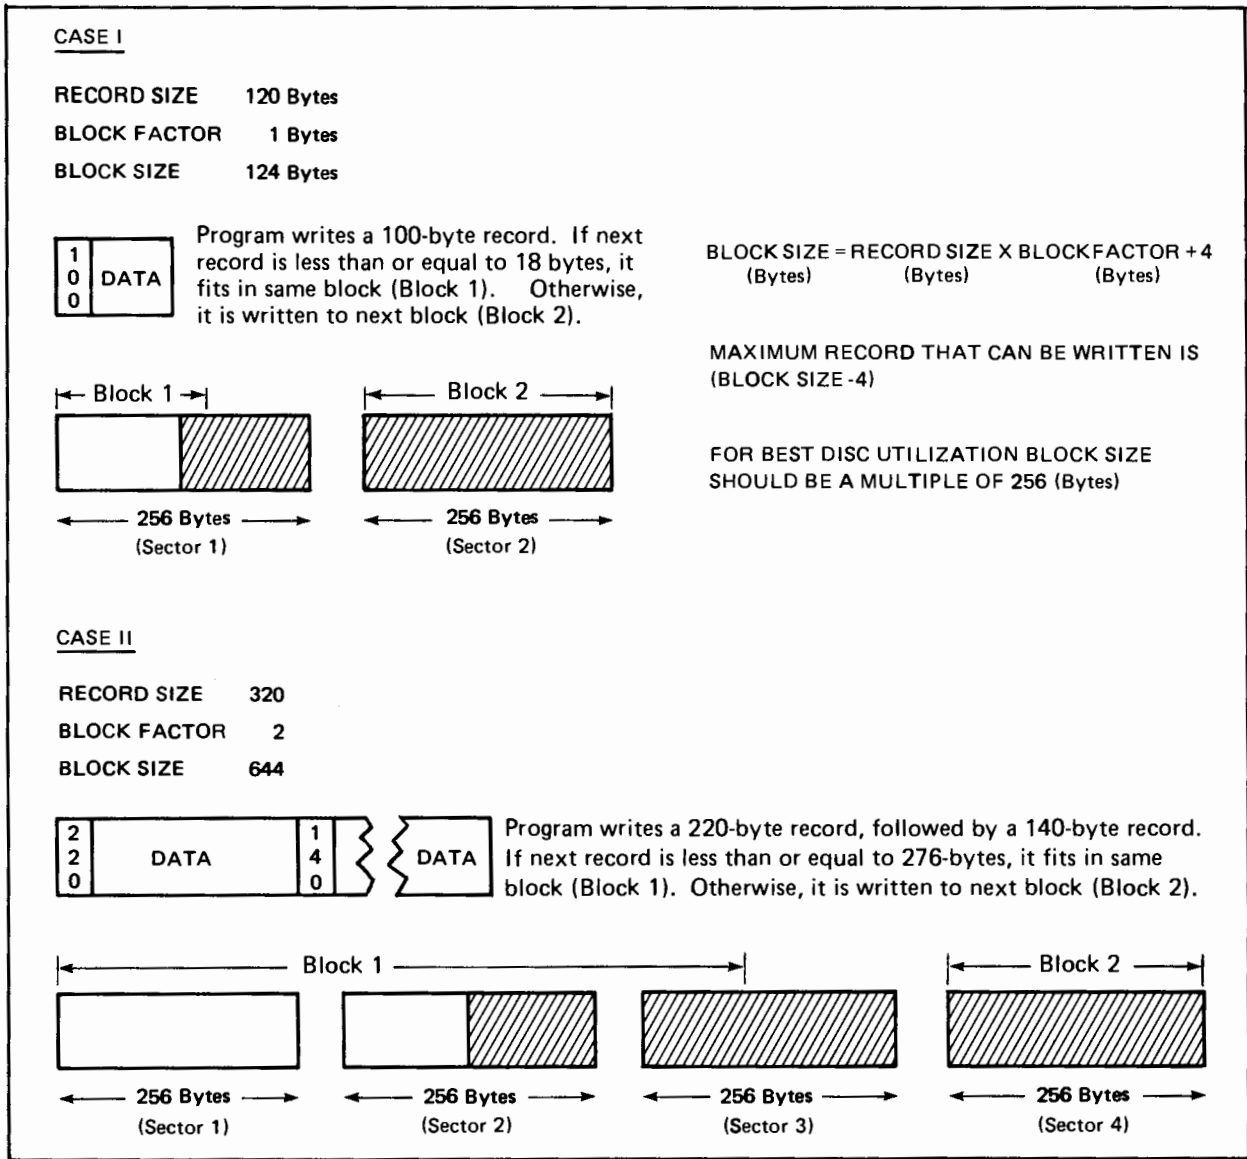 CASE I
RECORD SIZE 120 Bytes
BLOCK FACTOR 1 Bytes
BLOCK SIZE 124 Bytes
1
0
0
DATA
Program writes a 100-byte record. If next
record is less than or equal to 18 bytes, it
fits in same block (Block 1). Otherwise,
it is written to next block (Block 2).
BLOCK SIZE = RECORD SIZE X BLOCKFACTOR + 4
(Bytes) (Bytes) (Bytes)
MAXIMUM RECORD THAT CAN BE WRITTEN IS
(BLOCK SIZE -4)
FOR BEST DISC UTILIZATION BLOCK SIZE
SHOULD BE A MULTIPLE OF 256 (Bytes)
Block 1
Block 2
256 Bytes
(Sector 1)
256 Bytes
(Sector 2)
CASE II
RECORD SIZE 320
BLOCK FACTOR 2
BLOCK SIZE 644
2
2
0
DATA
1
4
0
DATA
Program writes a 220-byte record, followed by a 140-byte record.
If next record is less than or equal to 276-bytes, it fits in same
block (Block 1). Otherwise, it is written to next block (Block 2).
Block 1
Block 2
256 Bytes
(Sector 1)
256 Bytes
(Sector 2)
256 Bytes
(Sector 3)
256 Bytes
(Sector 4)